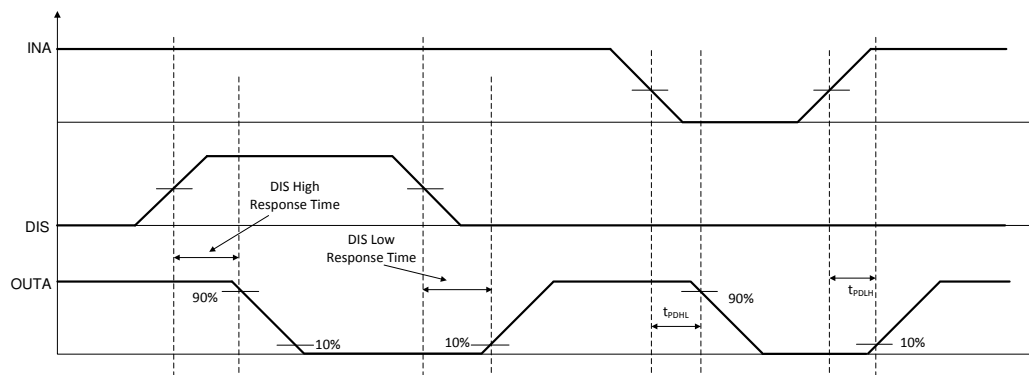 INA
DIS High
Response Time
DIS
DIS Low
Response Time
OUTA
90%
10%
10%
tPDHL
90%
tPDLH
10%